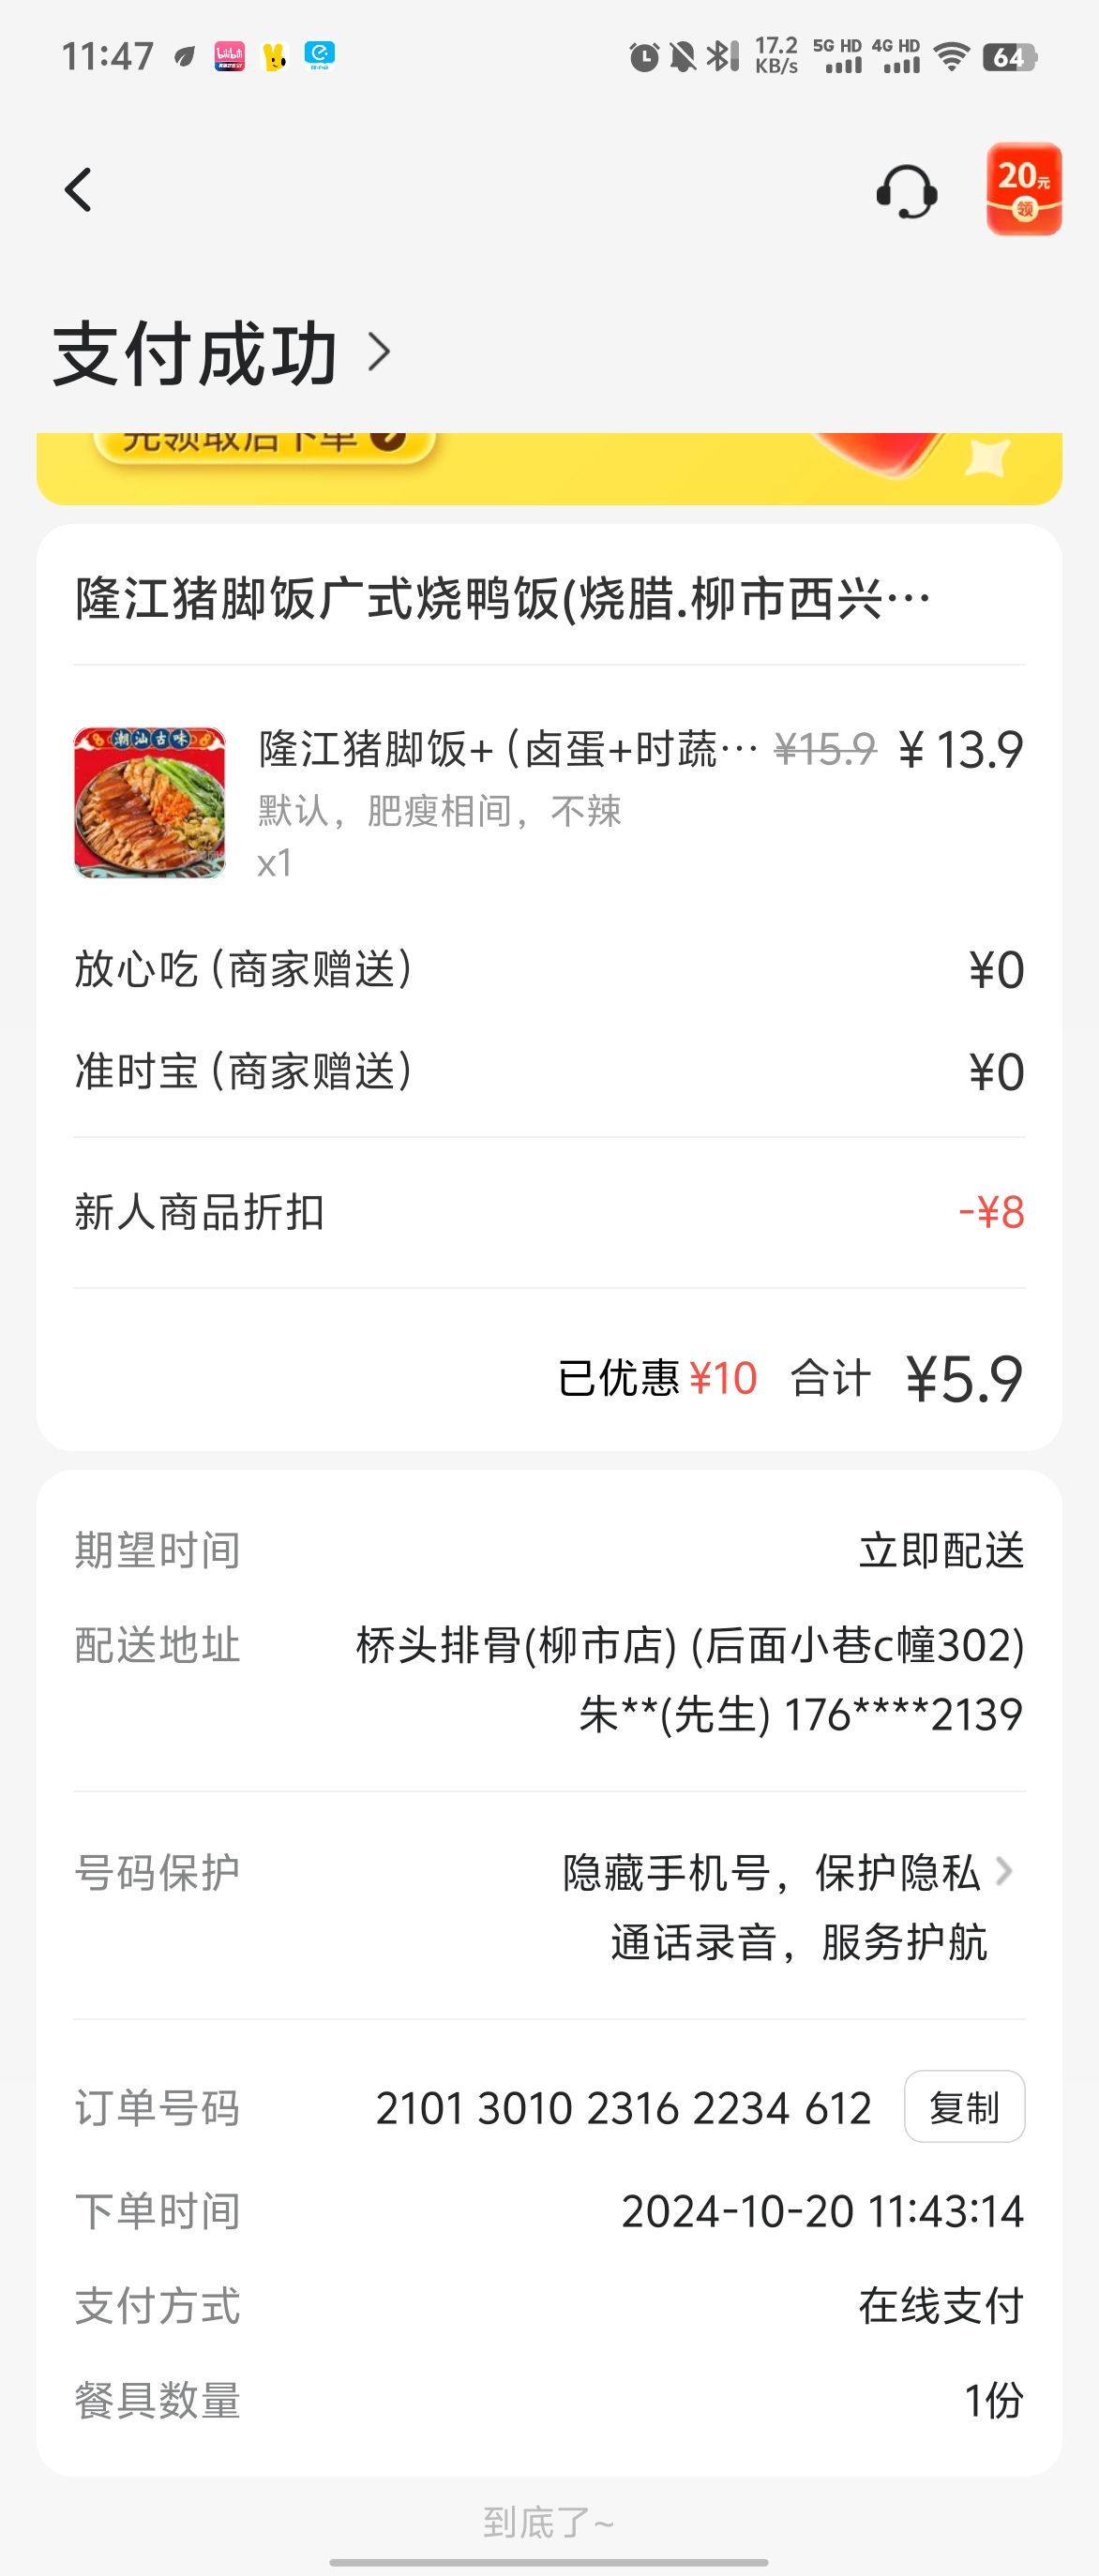 11:47
17.2 KB/s 5G HD 4G HD 64
20元
领
支付成功 >
先领取后下单
隆江猪脚饭广式烧鸭饭(烧腊.柳市西兴…
潮汕古味
隆江猪脚饭+（卤蛋+时蔬… ¥15.9 ¥ 13.9
默认，肥瘦相间，不辣
x1
放心吃（商家赠送） ¥0
准时宝（商家赠送） ¥0
新人商品折扣 -¥8
已优惠 ¥10 合计 ¥5.9
期望时间 立即配送
配送地址 桥头排骨(柳市店) (后面小巷c幢302)
朱**(先生) 176****2139
号码保护 隐藏手机号，保护隐私 >
通话录音，服务护航
订单号码 2101 3010 2316 2234 612 复制
下单时间 2024-10-20 11:43:14
支付方式 在线支付
餐具数量 1份
到底了~